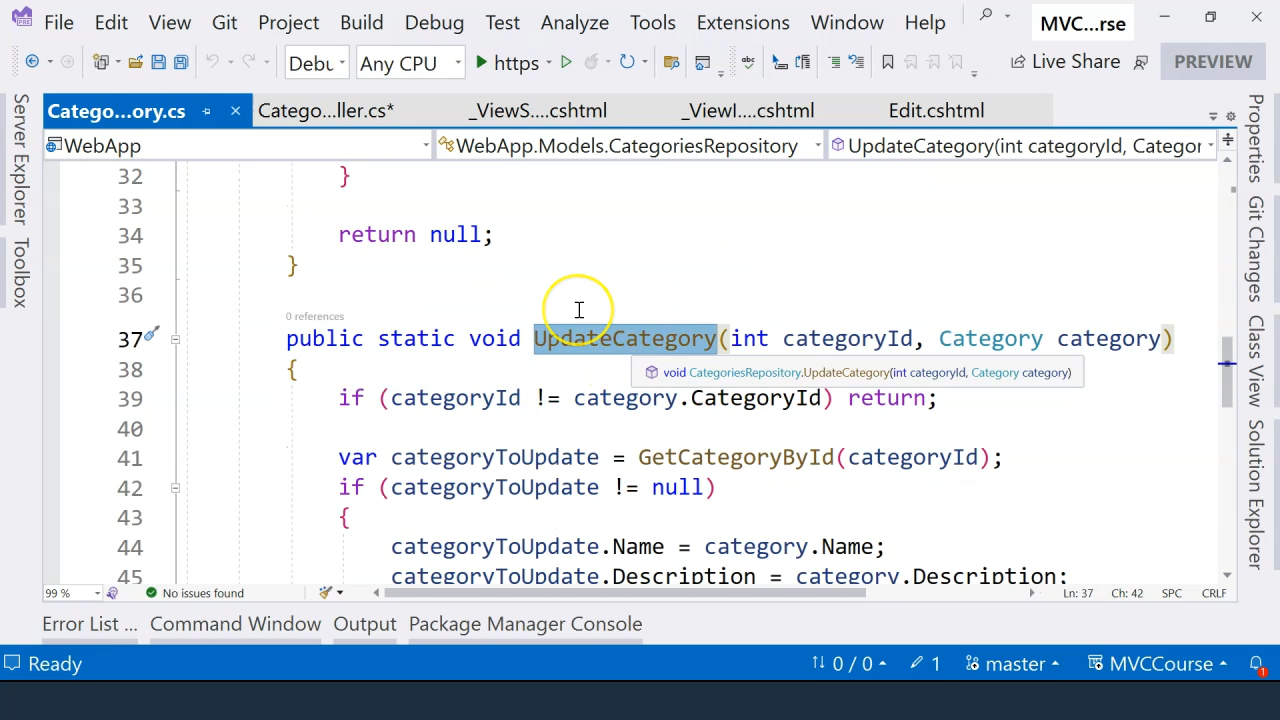 File Edit View Git Project Build Debug Test Analyze Tools Extensions Window Help MVC...rse
Debu Any CPU https Live Share PREVIEW
Catego...ory.cs Catego...ller.cs* _ViewS....cshtml _ViewI....cshtml Edit.cshtml
WebApp WebApp.Models.CategoriesRepository UpdateCategory(int categoryId, Categor
Server Explorer
Toolbox
32 }
33
34 return null;
35 }
36
0 references
37 public static void UpdateCategory(int categoryId, Category category)
38 {
void CategoriesRepository.UpdateCategory(int categoryId, Category category)
39 if (categoryId != category.CategoryId) return;
40
41 var categoryToUpdate = GetCategoryById(categoryId);
42 if (categoryToUpdate != null)
43 {
44 categoryToUpdate.Name = category.Name;
45 categoryToUpdate.Description = category.Description;
Properties
Git Changes
Class View
Solution Explorer
99 % No issues found Ln: 37 Ch: 42 SPC CRLF
Error List ... Command Window Output Package Manager Console
Ready 0 / 0 1 master MVCCourse 1